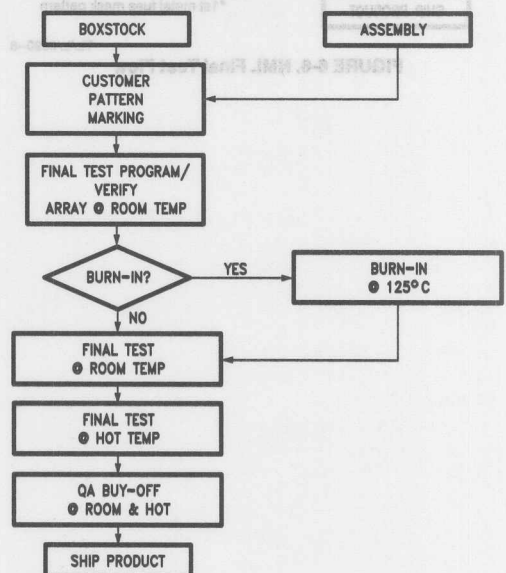 BOXSTOCK
ASSEMBLY
CUSTOMER
PATTERN
MARKING
FINAL TEST PROGRAM/
VERIFY
ARRAY @ ROOM TEMP
BURN-IN?
YES
BURN-IN
@ 125°C
NO
FINAL TEST
@ ROOM TEMP
FINAL TEST
@ HOT TEMP
QA BUY-OFF
@ ROOM & HOT
SHIP PRODUCT